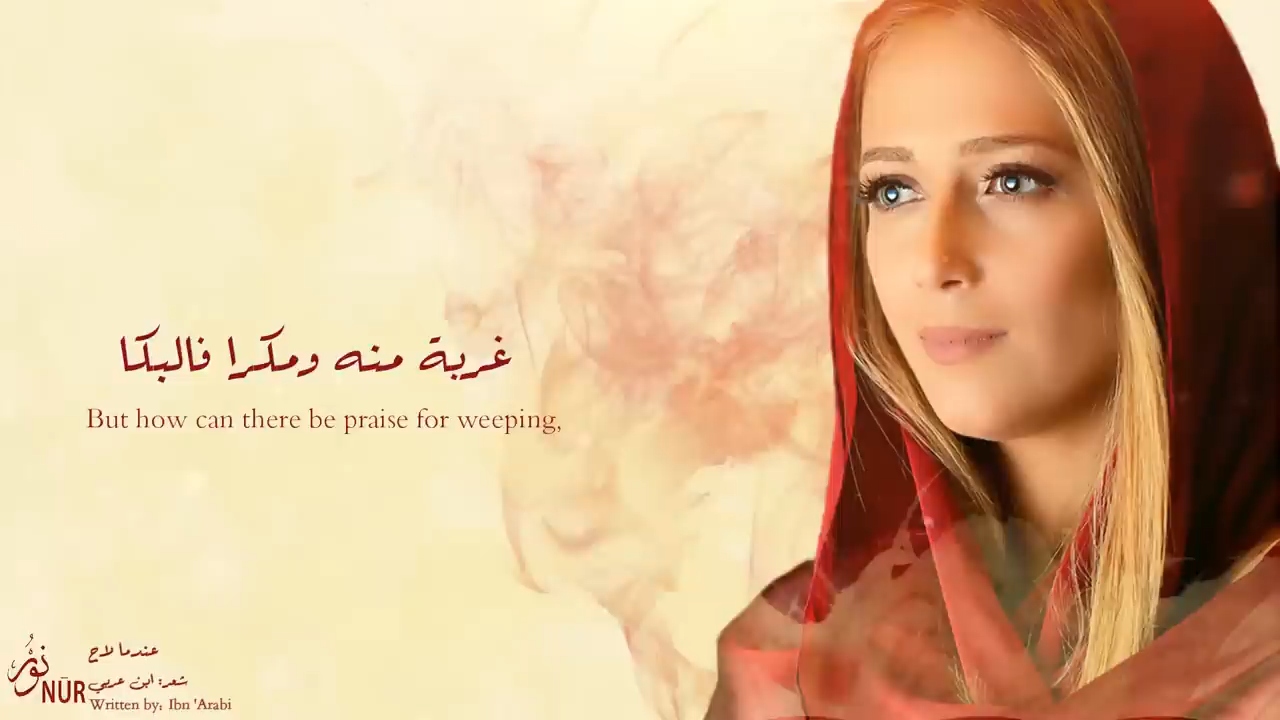 غربة منه ومكرا فالبكا
But how can there be praise for weeping,
عندما لاح
نور
NŪR
شعر: ابن عربي
Written by: Ibn 'Arabi